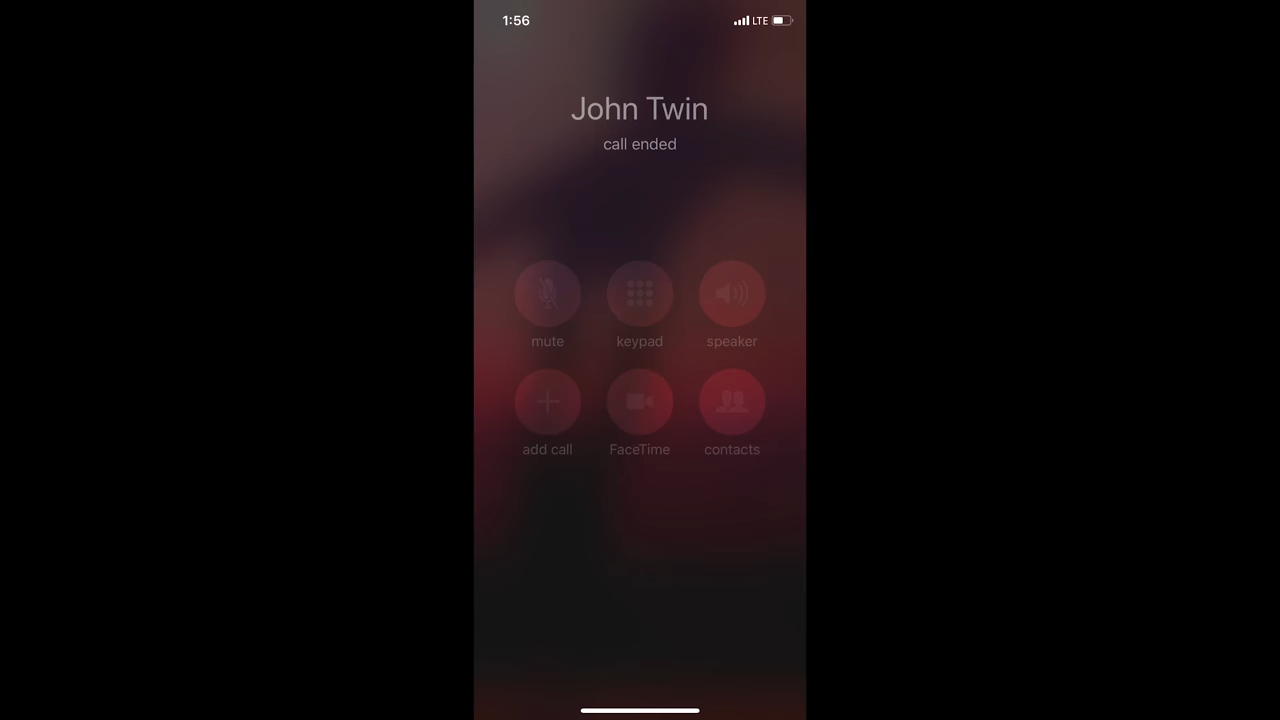 1:56
LTE
John Twin
call ended
mute
keypad
speaker
add call
FaceTime
contacts